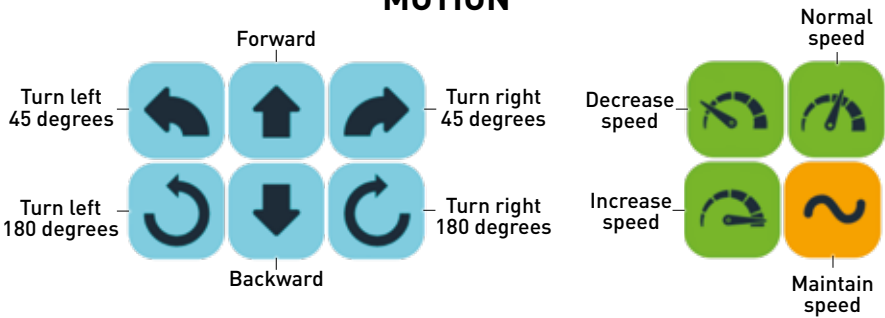 MOTION
Forward
Turn left
45 degrees
Turn right
45 degrees
Turn left
180 degrees
Turn right
180 degrees
Backward
Normal
speed
Decrease
speed
Increase
speed
Maintain
speed